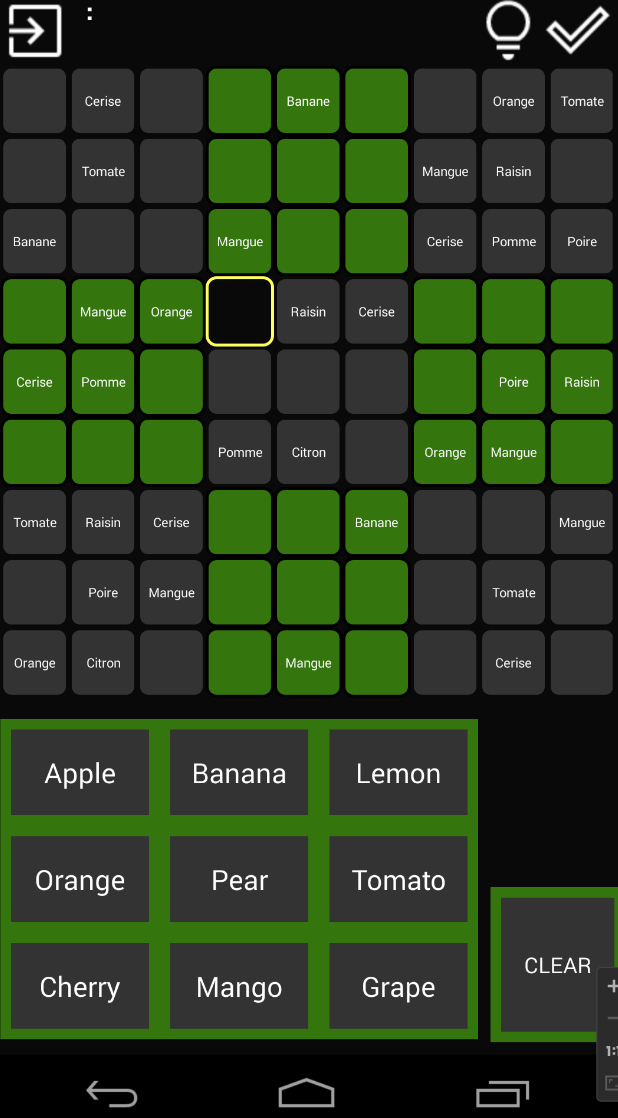 :
Cerise Banane Orange Tomate
Tomate Mangue Raisin
Banane Mangue Cerise Pomme Poire
Mangue Orange Raisin Cerise
Cerise Pomme Poire Raisin
Pomme Citron Orange Mangue
Tomate Raisin Cerise Banane Mangue
Poire Mangue Tomate
Orange Citron Mangue Cerise
Apple Banana Lemon
Orange Pear Tomato
Cherry Mango Grape
CLEAR